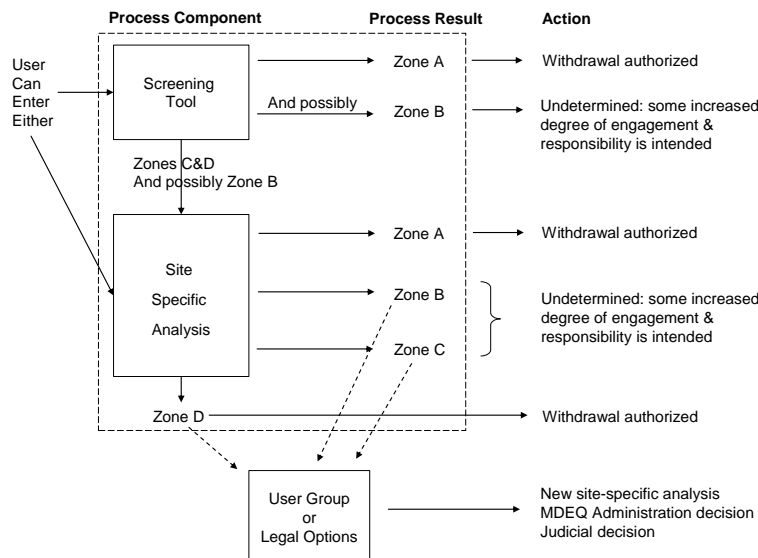 Process Component
Process Result
Action
User
Can
Enter
Either
Screening
Tool
Zone A
Withdrawal authorized
And possibly
Zone B
Undetermined: some increased
degree of engagement &
responsibility is intended
Zones C&D
And possibly Zone B
Site
Specific
Analysis
Zone A
Withdrawal authorized
Zone B
Zone C
Undetermined: some increased
degree of engagement &
responsibility is intended
Zone D
Withdrawal authorized
User Group
or
Legal Options
New site-specific analysis
MDEQ Administration decision
Judicial decision